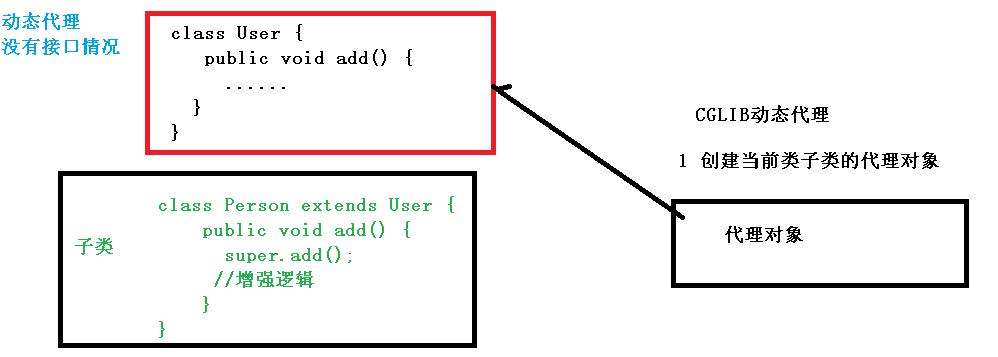 动态代理
没有接口情况
class User {
public void add() {
......
}
}
子类
class Person extends User {
public void add() {
super.add();
//增强逻辑
}
}
CGLIB动态代理
1 创建当前类子类的代理对象
代理对象